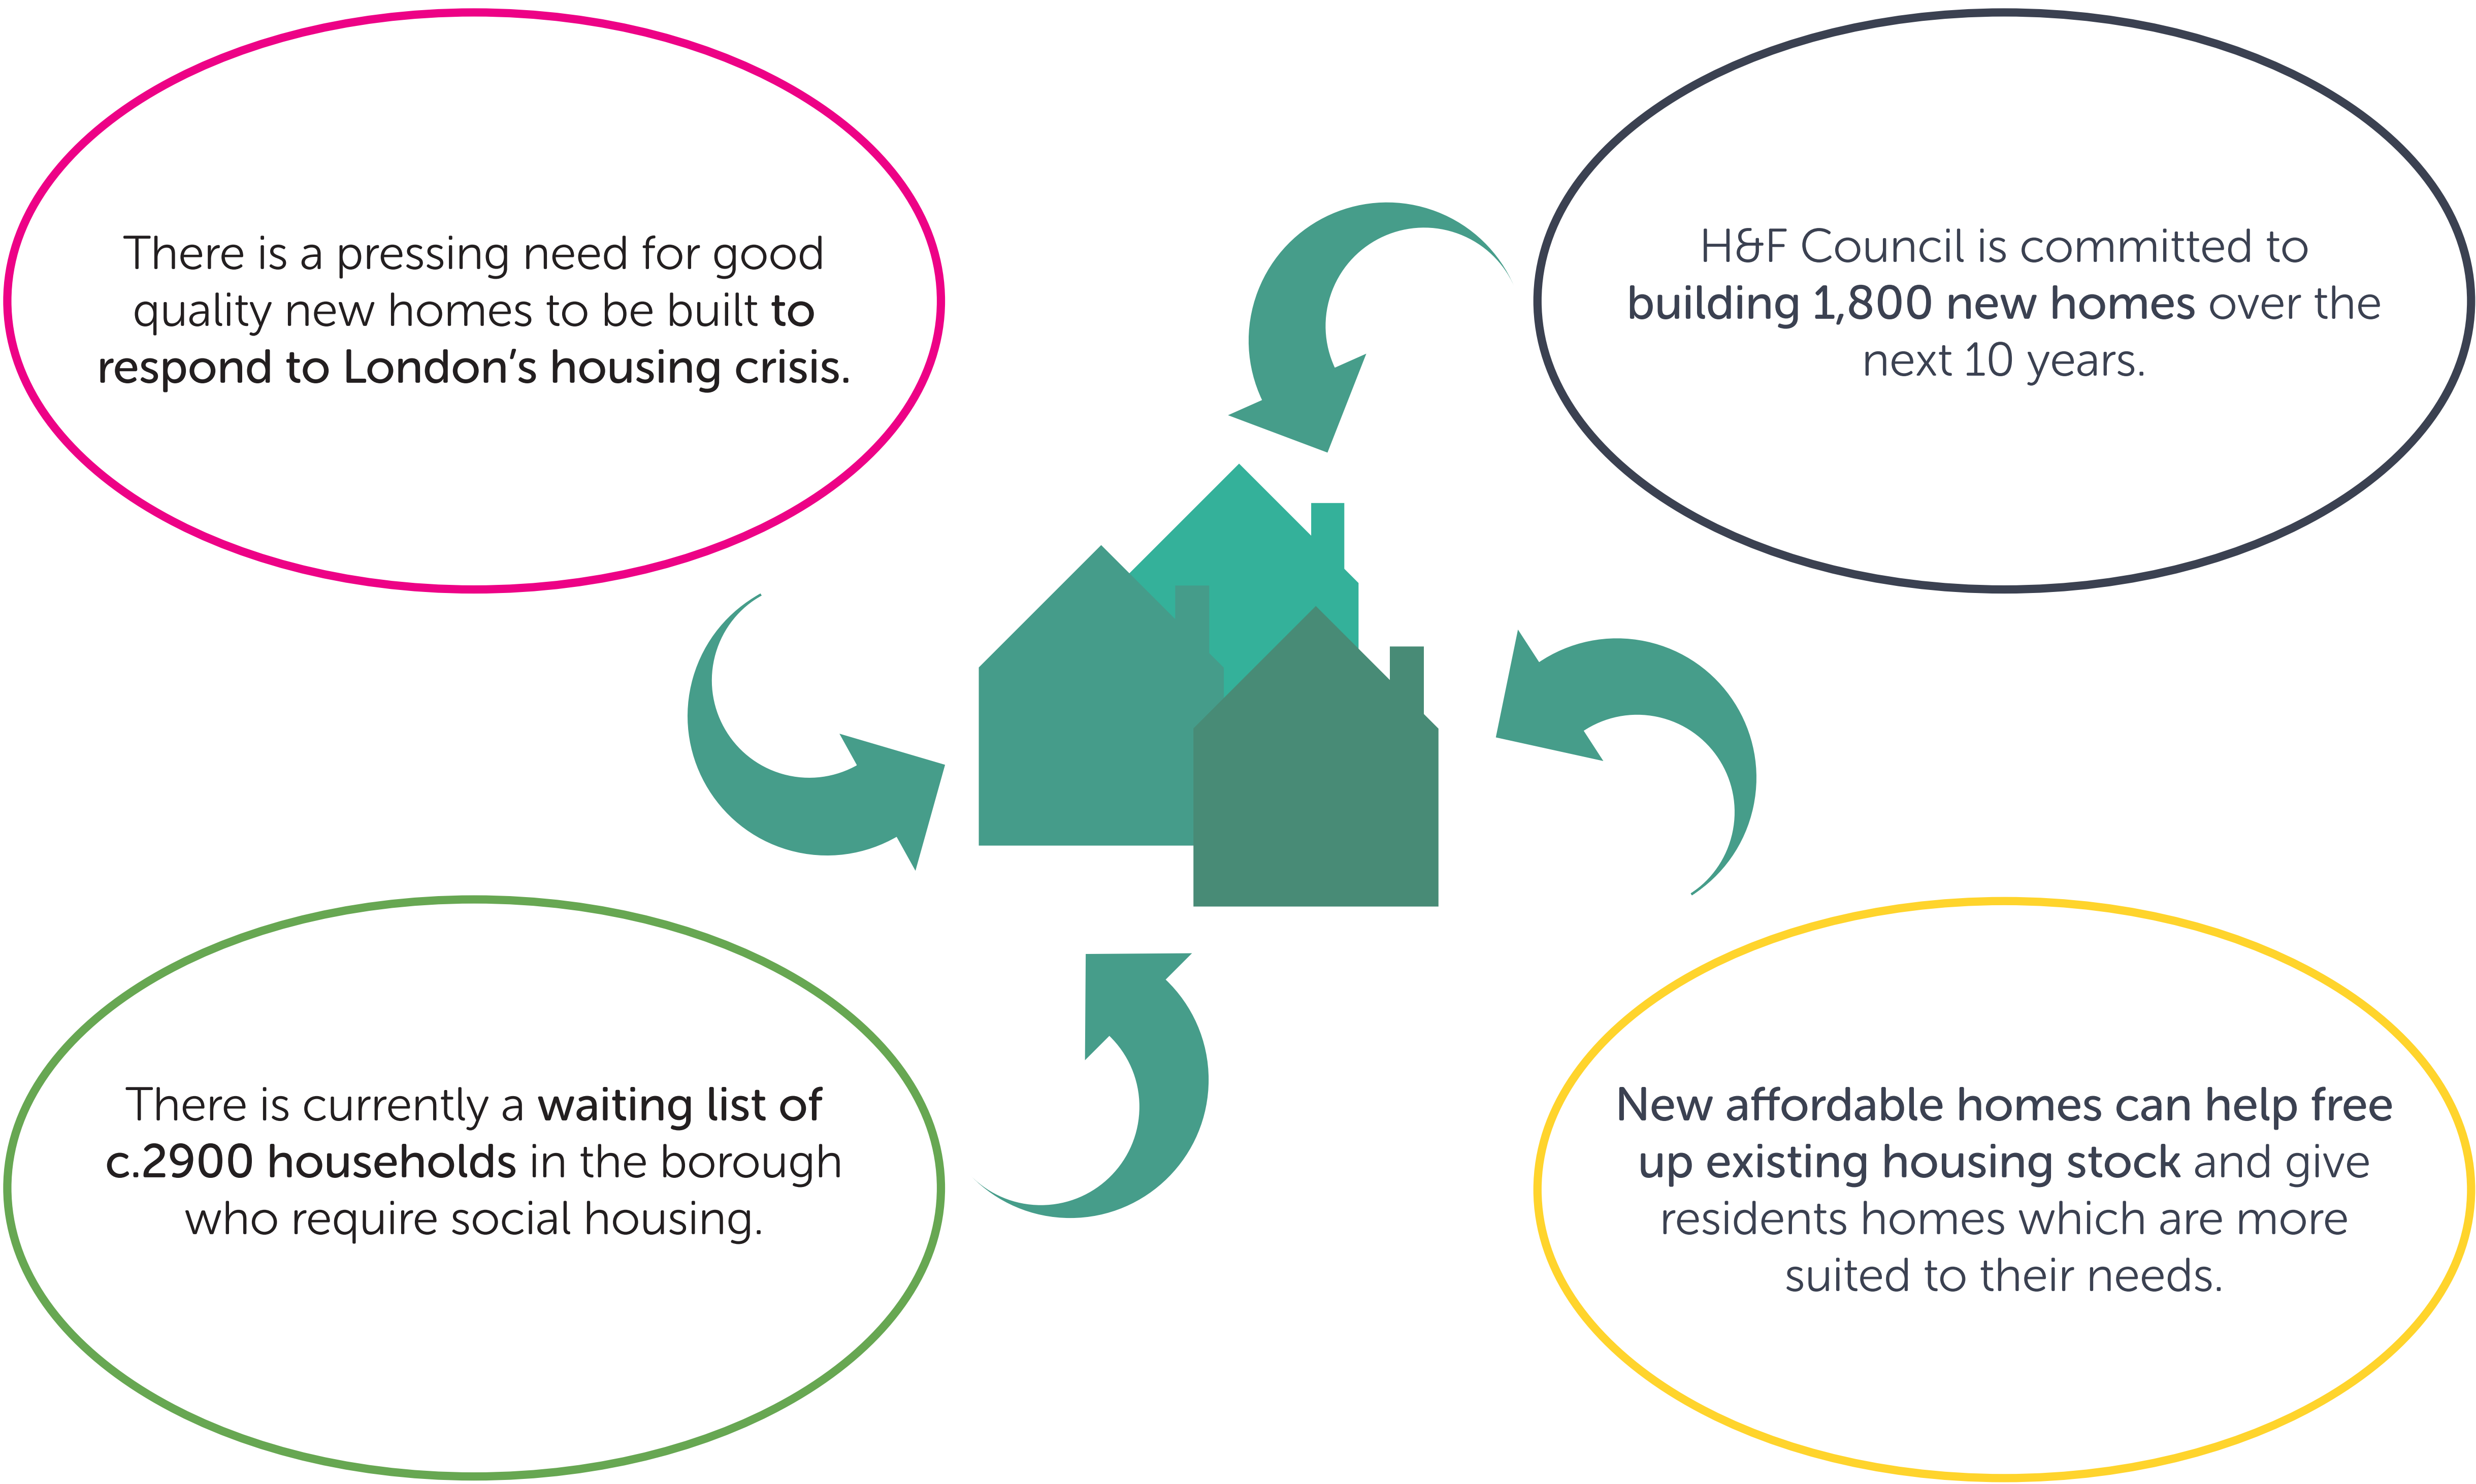 There is a pressing need for good
quality new homes to be built to
respond to London’s housing crisis.
H&F Council is committed to
building 1,800 new homes over the
next 10 years.
There is currently a waiting list of
c.2900 households in the borough
who require social housing.
New affordable homes can help free
up existing housing stock and give
residents homes which are more
suited to their needs.